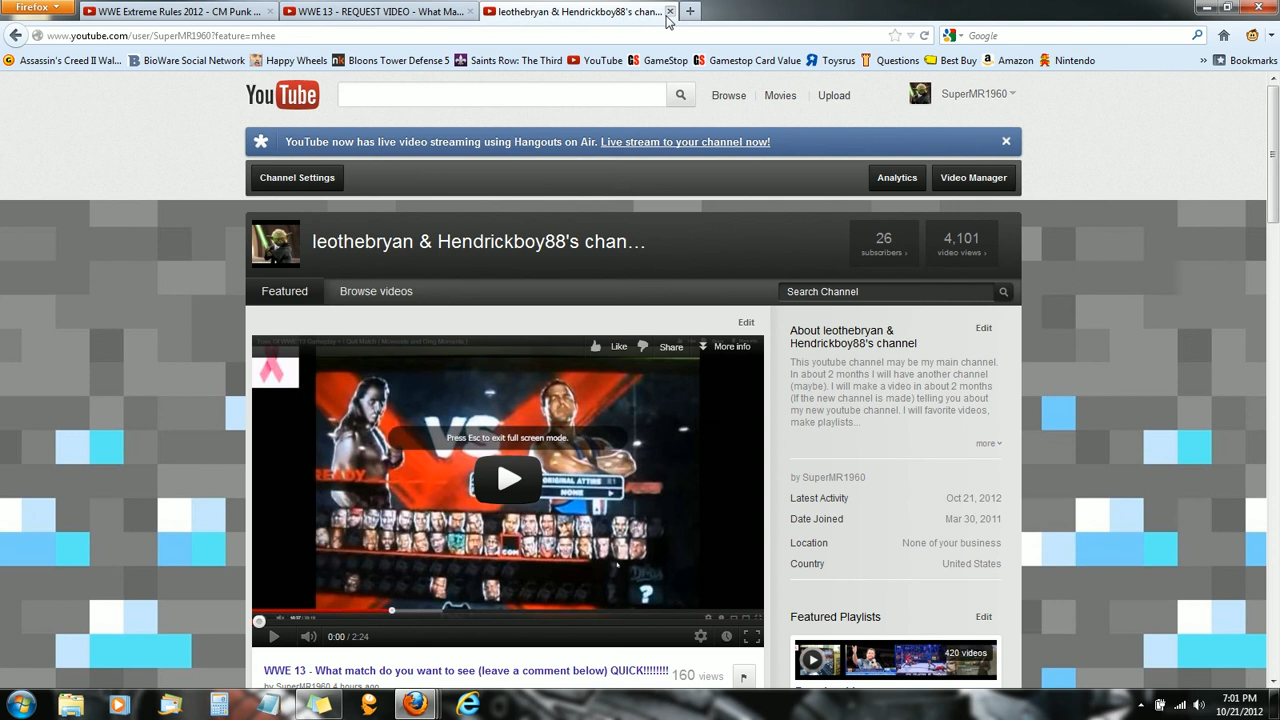 Firefox
WWE Extreme Rules 2012 - CM Punk ...
WWE 13 - REQUEST VIDEO - What Ma...
leothebryan & Hendrickboy88's chan...
www.youtube.com/user/SuperMR1960?feature=mhee
Google
Assassin's Creed II Wal...
BioWare Social Network
Happy Wheels
Bloons Tower Defense 5
Saints Row: The Third
YouTube
GameStop
Gamestop Card Value
Toysrus
Questions
Best Buy
Amazon
Nintendo
»
Bookmarks
YouTube
Browse
Movies
Upload
SuperMR1960
YouTube now has live video streaming using Hangouts on Air. Live stream to your channel now!
Channel Settings
Analytics
Video Manager
leothebryan & Hendrickboy88's chan...
26
subscribers ›
4,101
video views ›
Featured
Browse videos
Search Channel
Edit
Like
Share
More info
VS
Press Esc to exit full screen mode.
ORIGINAL ATTIRE
NONE
COM
?
0:00 / 2:24
WWE 13 - What match do you want to see (leave a comment below) QUICK!!!!!!!!
160 views
by SuperMR1960 4 hours ago
About leothebryan &
Hendrickboy88's channel
Edit
This youtube channel may be my main channel.
In about 2 months I will have another channel
(maybe). I will make a video in about 2 months
(If the new channel is made) telling you about
my new youtube channel. I will favorite videos,
make playlists...
more
by SuperMR1960
Latest Activity Oct 21, 2012
Date Joined Mar 30, 2011
Location None of your business
Country United States
Featured Playlists
Edit
420 videos
7:01 PM
10/21/2012